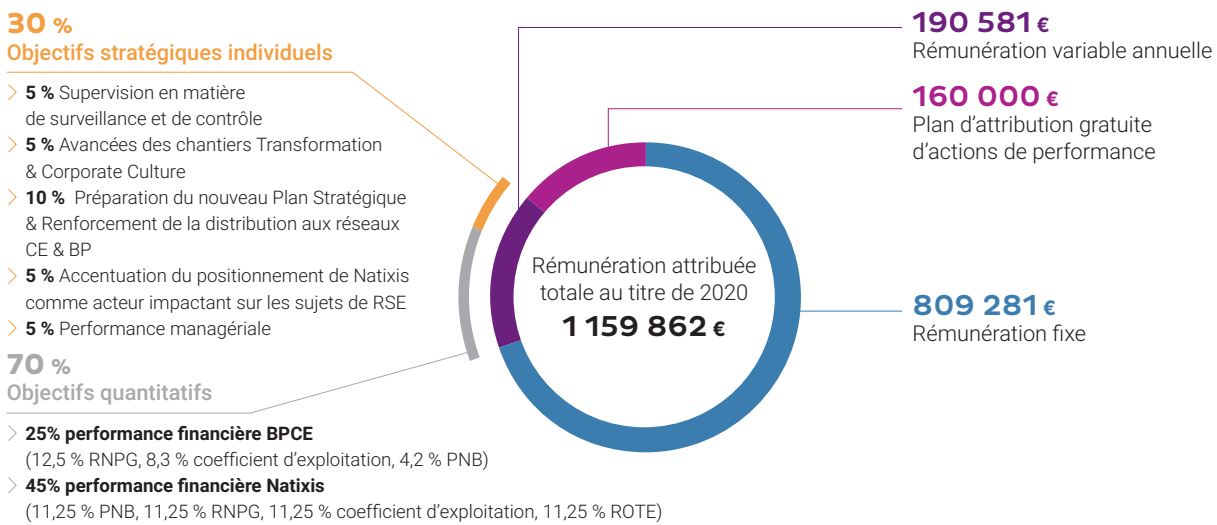 30 %
Objectifs stratégiques individuels
> 5 % Supervision en matière
de surveillance et de contrôle
> 5 % Avancées des chantiers Transformation
& Corporate Culture
> 10 % Préparation du nouveau Plan Stratégique
& Renforcement de la distribution aux réseaux
CE & BP
> 5 % Accentuation du positionnement de Natixis
comme acteur impactant sur les sujets de RSE
> 5 % Performance managériale
70 %
Objectifs quantitatifs
> 25% performance financière BPCE
(12,5 % RNPG, 8,3 % coefficient d'exploitation, 4,2 % PNB)
> 45% performance financière Natixis
(11,25 % PNB, 11,25 % RNPG, 11,25 % coefficient d'exploitation, 11,25 % ROTE)
Rémunération attribuée
totale au titre de 2020
1 159 862 €
190 581 €
Rémunération variable annuelle
160 000 €
Plan d'attribution gratuite
d'actions de performance
809 281 €
Rémunération fixe